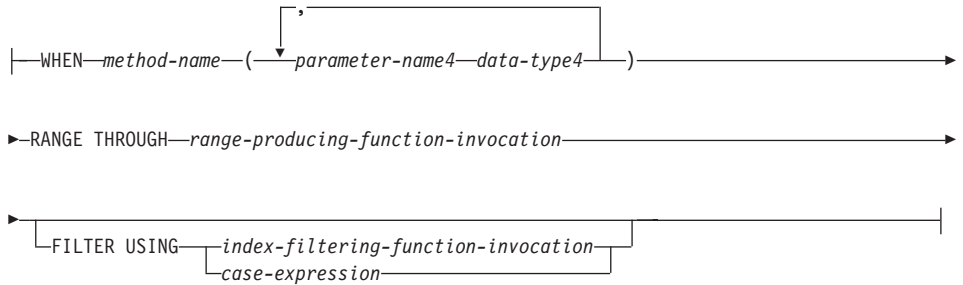 ,
WHEN method-name ( parameter-name4 data-type4 )
RANGE THROUGH range-producing-function-invocation
FILTER USING index-filtering-function-invocation
case-expression